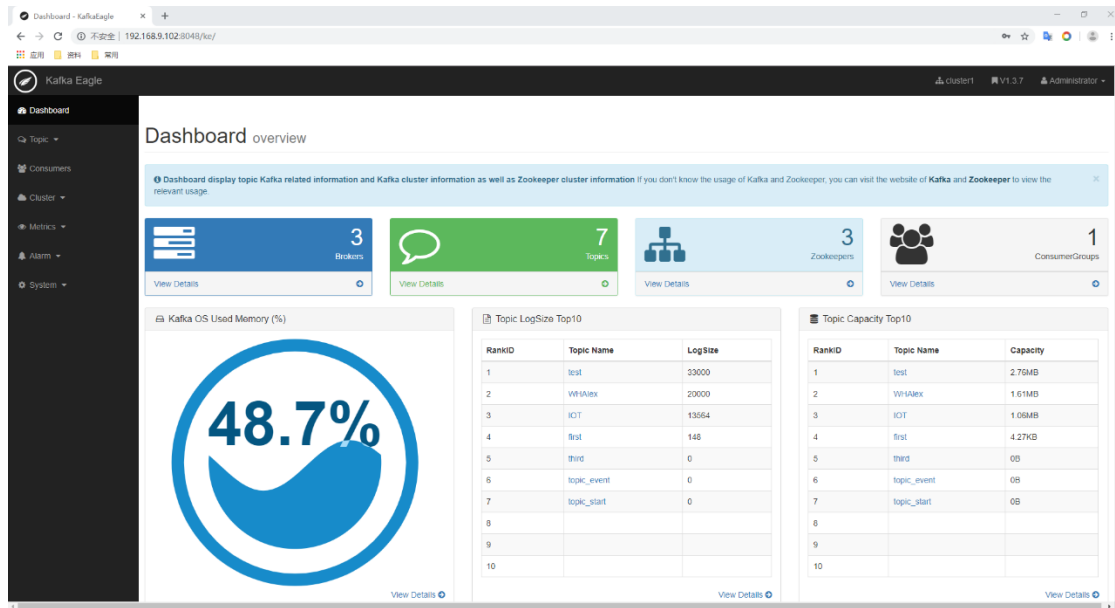 Dashboard - KafkaEagle
不安全 | 192.168.9.102:8048/ke/
应用 资料 常用
Kafka Eagle
cluster1 V1.3.7 Administrator
Dashboard
Topic
Consumers
Cluster
Metrics
Alarm
System
Dashboard overview
Dashboard display topic Kafka related information and Kafka cluster information as well as Zookeeper cluster information If you don't know the usage of Kafka and Zookeeper, you can visit the website of Kafka and Zookeeper to view the
relevant usage.
3
Brokers
View Details
7
Topics
View Details
3
Zookeepers
View Details
1
ConsumerGroups
View Details
Kafka OS Used Memory (%)
48.7%
View Details
Topic LogSize Top10
RankID Topic Name LogSize
1 test 33000
2 WHAlex 20000
3 IOT 13564
4 first 148
5 third 0
6 topic_event 0
7 topic_start 0
8
9
10
View Details
Topic Capacity Top10
RankID Topic Name Capacity
1 test 2.76MB
2 WHAlex 1.61MB
3 IOT 1.06MB
4 first 4.27KB
5 third 0B
6 topic_event 0B
7 topic_start 0B
8
9
10
View Details